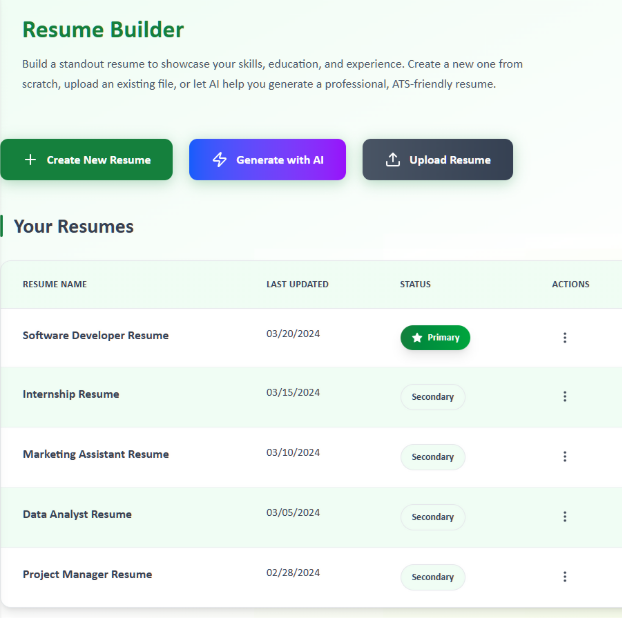 Resume Builder
Build a standout resume to showcase your skills, education, and experience. Create a new one from
scratch, upload an existing file, or let AI help you generate a professional, ATS-friendly resume.
Create New Resume
Generate with AI
Upload Resume
Your Resumes
RESUME NAME LAST UPDATED STATUS ACTIONS
Software Developer Resume 03/20/2024 Primary
Internship Resume 03/15/2024 Secondary
Marketing Assistant Resume 03/10/2024 Secondary
Data Analyst Resume 03/05/2024 Secondary
Project Manager Resume 02/28/2024 Secondary